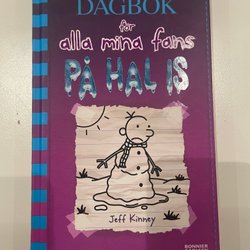 DAGBOK
för
alla mina fans
PÅ HAL IS
Jeff Kinney
BONNIER